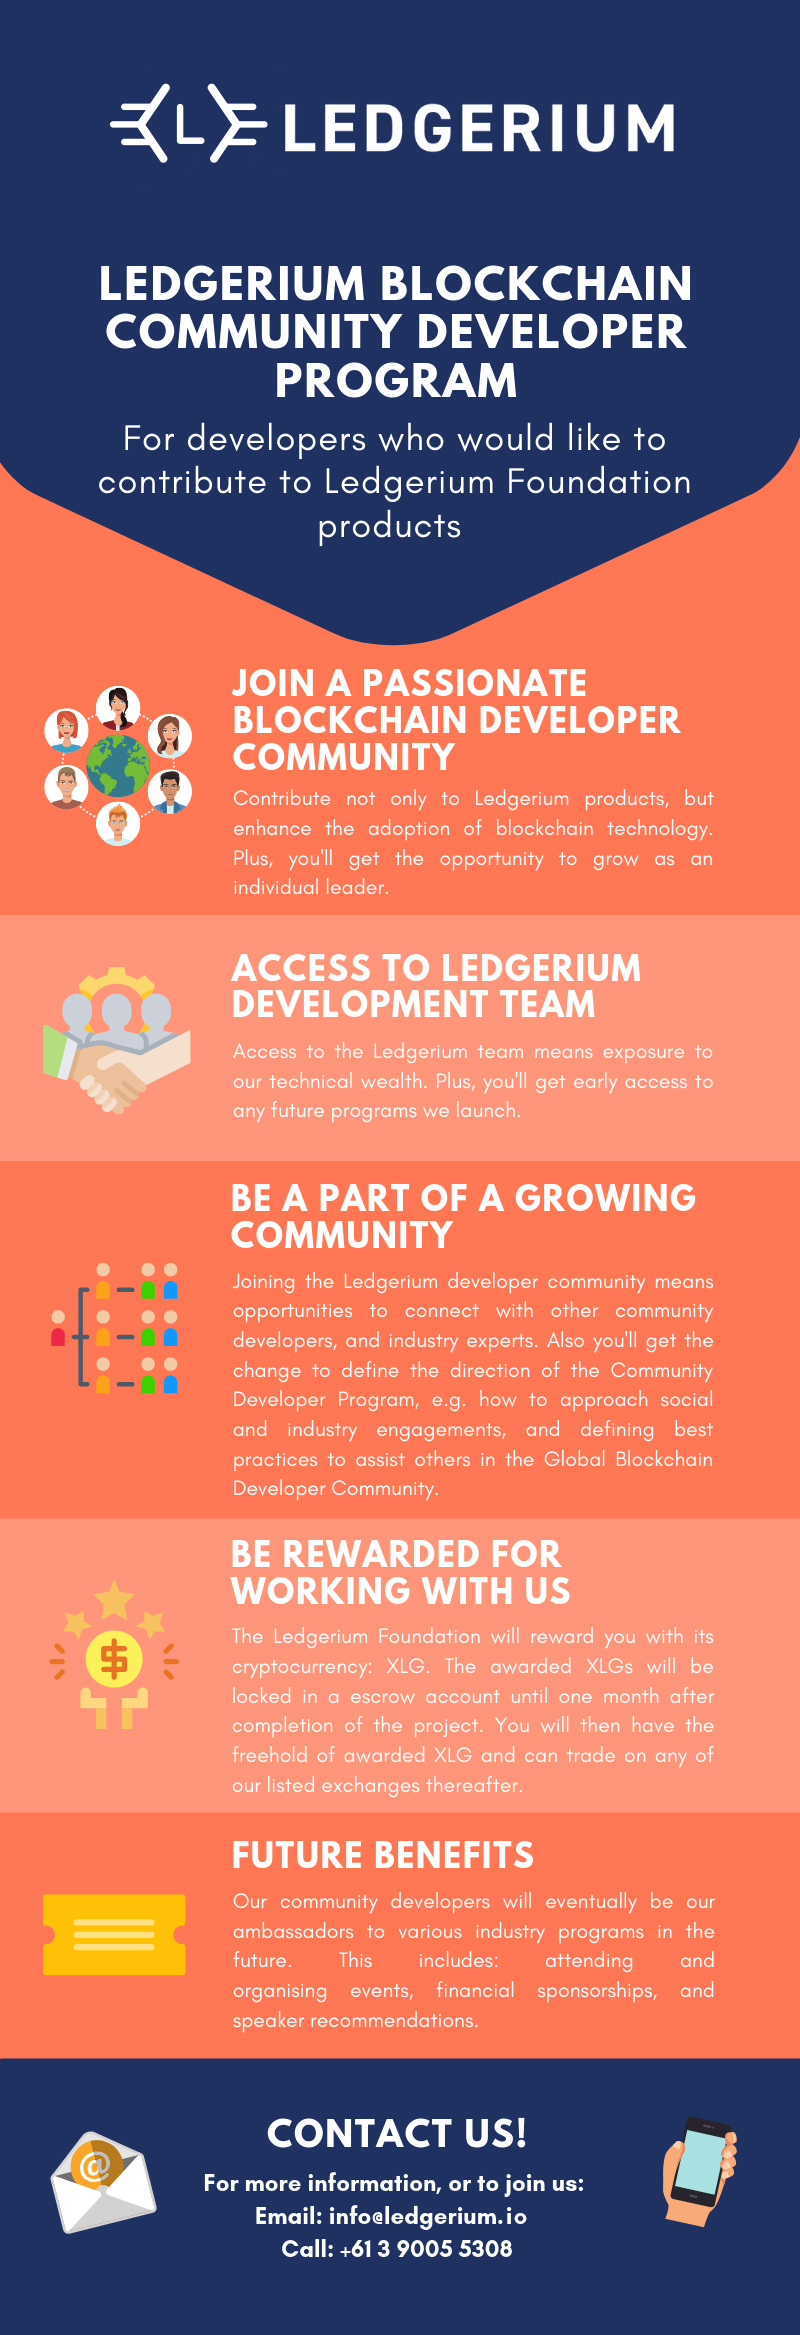 L LEDGERIUM
LEDGERIUM BLOCKCHAIN
COMMUNITY DEVELOPER
PROGRAM
For developers who would like to
contribute to Ledgerium Foundation
products
JOIN A PASSIONATE
BLOCKCHAIN DEVELOPER
COMMUNITY
Contribute not only to Ledgerium products, but
enhance the adoption of blockchain technology.
Plus, you'll get the opportunity to grow as an
individual leader.
ACCESS TO LEDGERIUM
DEVELOPMENT TEAM
Access to the Ledgerium team means exposure to
our technical wealth. Plus, you'll get early access to
any future programs we launch.
BE A PART OF A GROWING
COMMUNITY
Joining the Ledgerium developer community means
opportunities to connect with other community
developers, and industry experts. Also you'll get the
change to define the direction of the Community
Developer Program, e.g. how to approach social
and industry engagements, and defining best
practices to assist others in the Global Blockchain
Developer Community.
BE REWARDED FOR
WORKING WITH US
The Ledgerium Foundation will reward you with its
cryptocurrency: XLG. The awarded XLGs will be
locked in a escrow account until one month after
completion of the project. You will then have the
freehold of awarded XLG and can trade on any of
our listed exchanges thereafter.
FUTURE BENEFITS
Our community developers will eventually be our
ambassadors to various industry programs in the
future. This includes: attending and
organising events, financial sponsorships, and
speaker recommendations.
CONTACT US!
For more information, or to join us:
Email: info@ledgerium.io
Call: +61 3 9005 5308